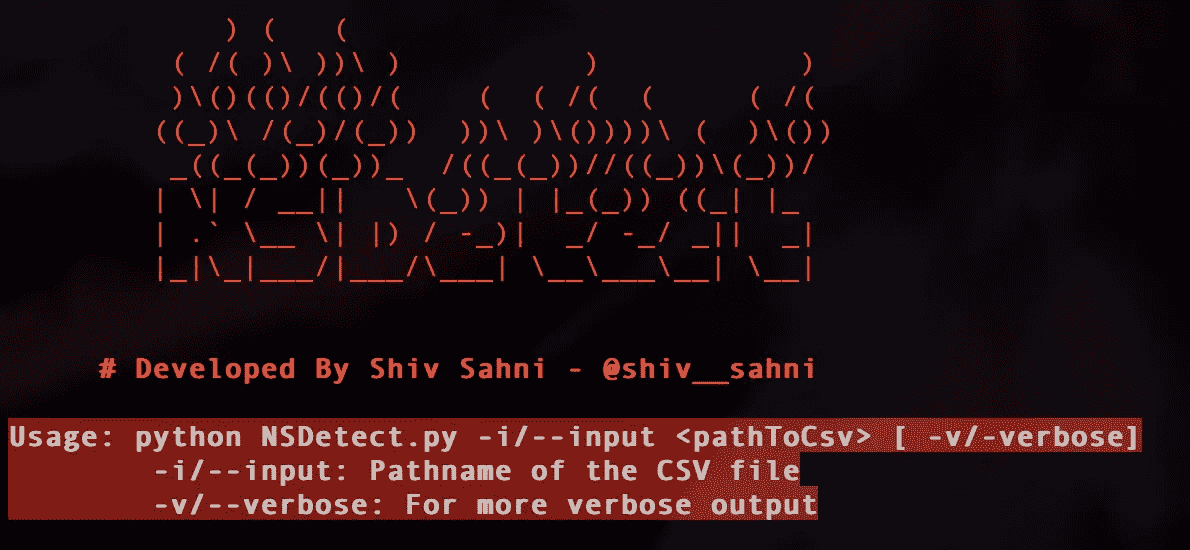 NSDetect
# Developed By Shiv Sahni - @shiv__sahni
Usage: python NSDetect.py -i/--input <pathToCsv> [ -v/-verbose]
-i/--input: Pathname of the CSV file
-v/--verbose: For more verbose output